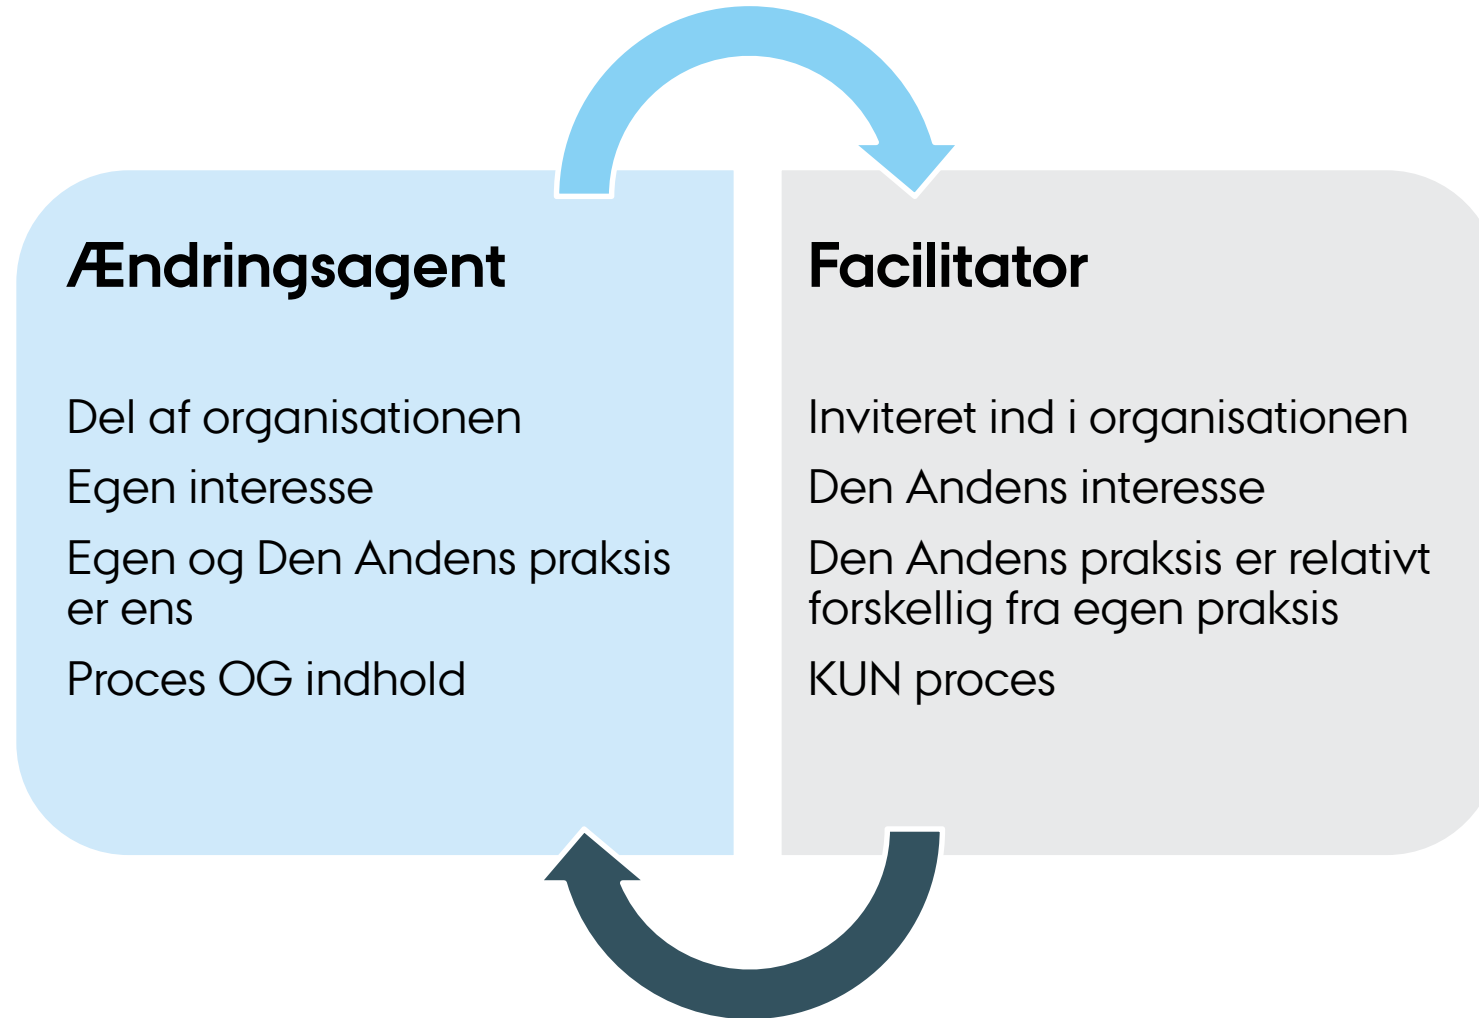 Ændringsagent
Del af organisationen
Egen interesse
Egen og Den Andens praksis
er ens
Proces OG indhold
Facilitator
Inviteret ind i organisationen
Den Andens interesse
Den Andens praksis er relativt
forskellig fra egen praksis
KUN proces